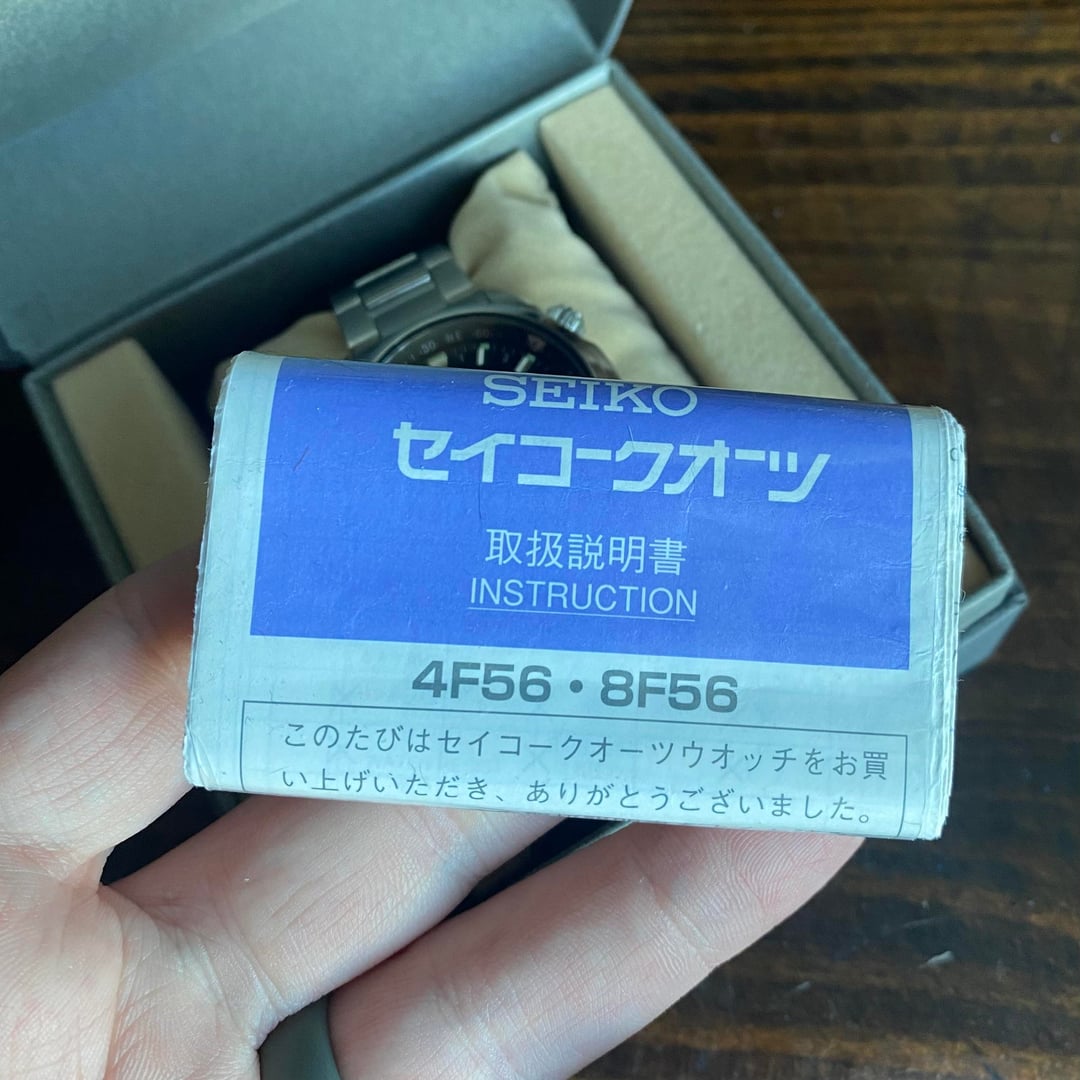 SEIKO
セイコークオーツ
取扱説明書
INSTRUCTION
4F56・8F56
このたびはセイコークオーツウオッチをお買
い上げいただき、ありがとうございました。